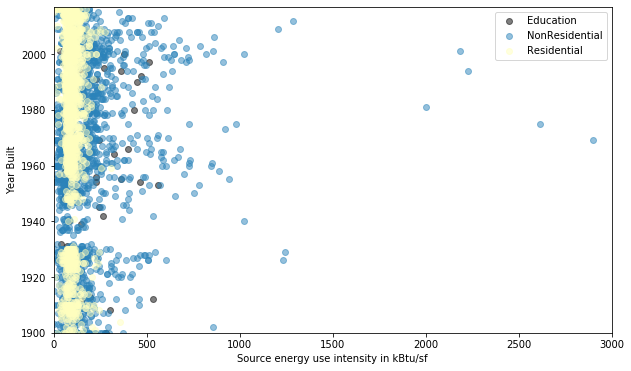 Education
NonResidential
Residential
2000
1980
1960
1940
1920
1900
Year Built
0
500
1000
1500
2000
2500
3000
Source energy use intensity in kBtu/sf